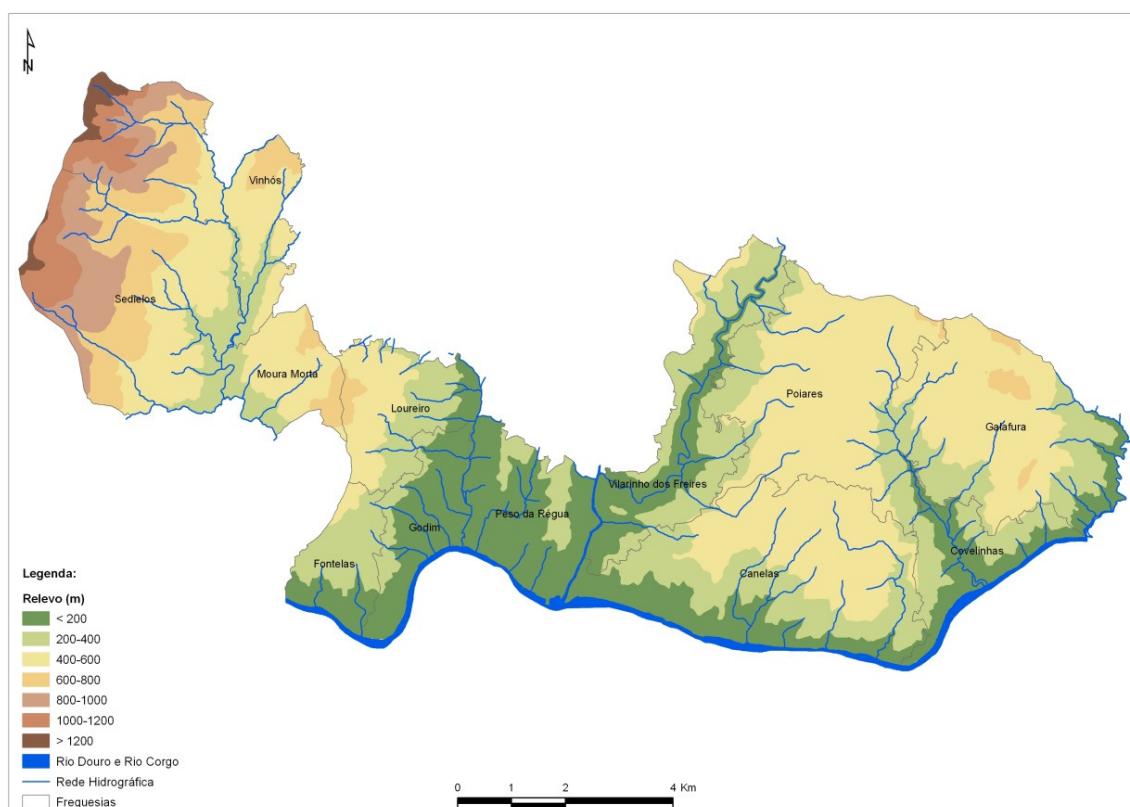 N
Vinhós
Sedielos
Moura Morta
Loureiro
Poiares
Galafura
Vilarinho dos Freires
Peso da Régua
Godim
Covelinhas
Fontelas
Canelas
Legenda:
Relevo (m)
< 200
200-400
400-600
600-800
800-1000
1000-1200
> 1200
Rio Douro e Rio Corgo
Rede Hidrográfica
Freguesias
0 1 2 4 Km